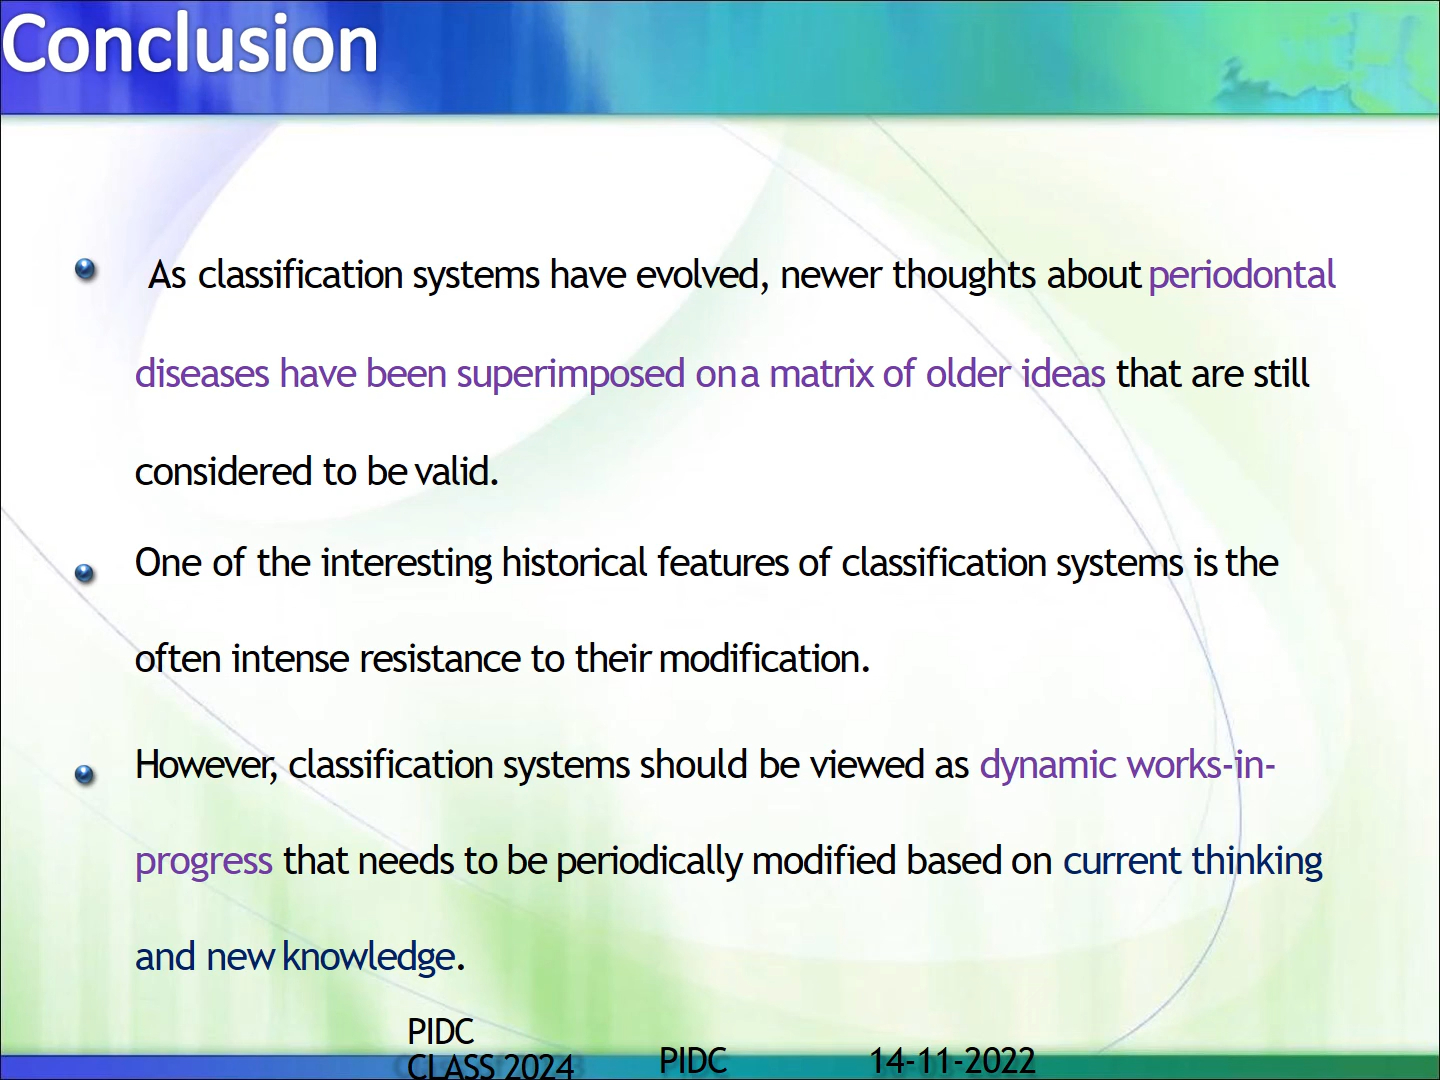 Conclusion
As classification systems have evolved, newer thoughts about periodontal
diseases have been superimposed on a matrix of older ideas that are still
considered to be valid.
One of the interesting historical features of classification systems is the
often intense resistance to their modification.
However, classification systems should be viewed as dynamic works-in-
progress that needs to be periodically modified based on current thinking
and new knowledge.
PIDC
CLASS 2024
PIDC
14-11-2022